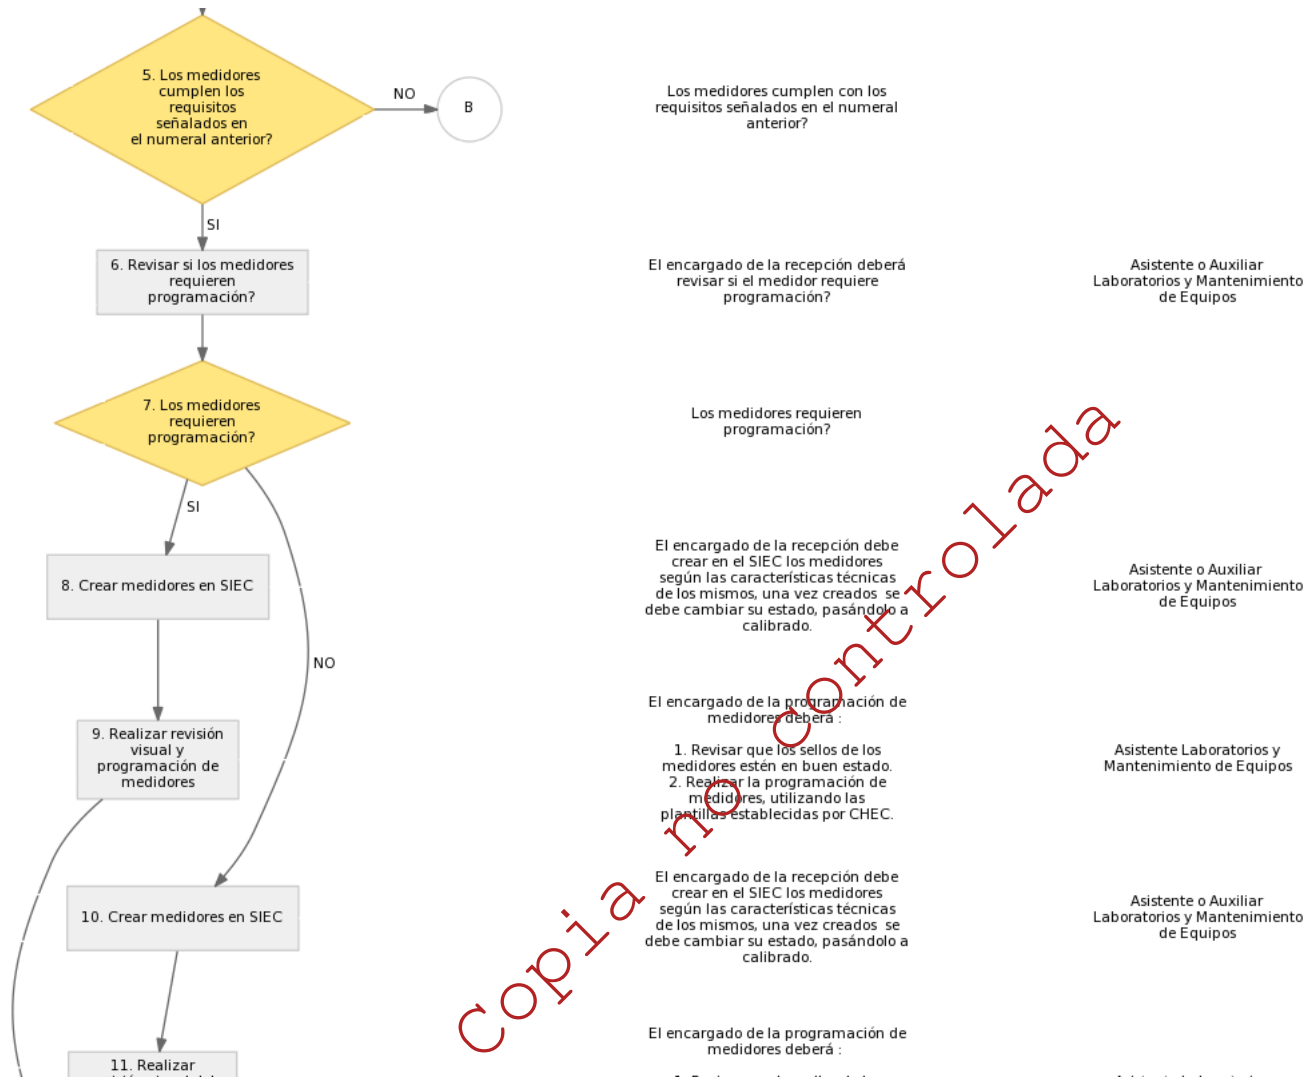 5. Los medidores
cumplen los
requisitos
señalados en
el numeral anterior?
NO
B
Los medidores cumplen con los
requisitos señalados en el numeral
anterior?
SI
6. Revisar si los medidores
requieren
programación?
El encargado de la recepción deberá
revisar si el medidor requiere
programación?
Asistente o Auxiliar
Laboratorios y Mantenimiento
de Equipos
7. Los medidores
requieren
programación?
Los medidores requieren
programación?
SI
NO
8. Crear medidores en SIEC
El encargado de la recepción debe
crear en el SIEC los medidores
según las características técnicas
de los mismos, una vez creados  se
debe cambiar su estado, pasándolo a
calibrado.
Asistente o Auxiliar
Laboratorios y Mantenimiento
de Equipos
9. Realizar revisión
visual y
programación de
medidores
El encargado de la programación de
medidores deberá :
1. Revisar que los sellos de los
medidores estén en buen estado.
2. Realizar la programación de
medidores, utilizando las
plantillas establecidas por CHEC.
Asistente Laboratorios y
Mantenimiento de Equipos
10. Crear medidores en SIEC
El encargado de la recepción debe
crear en el SIEC los medidores
según las características técnicas
de los mismos, una vez creados  se
debe cambiar su estado, pasándolo a
calibrado.
Asistente o Auxiliar
Laboratorios y Mantenimiento
de Equipos
11. Realizar
El encargado de la programación de
medidores deberá :
Copia no controlada